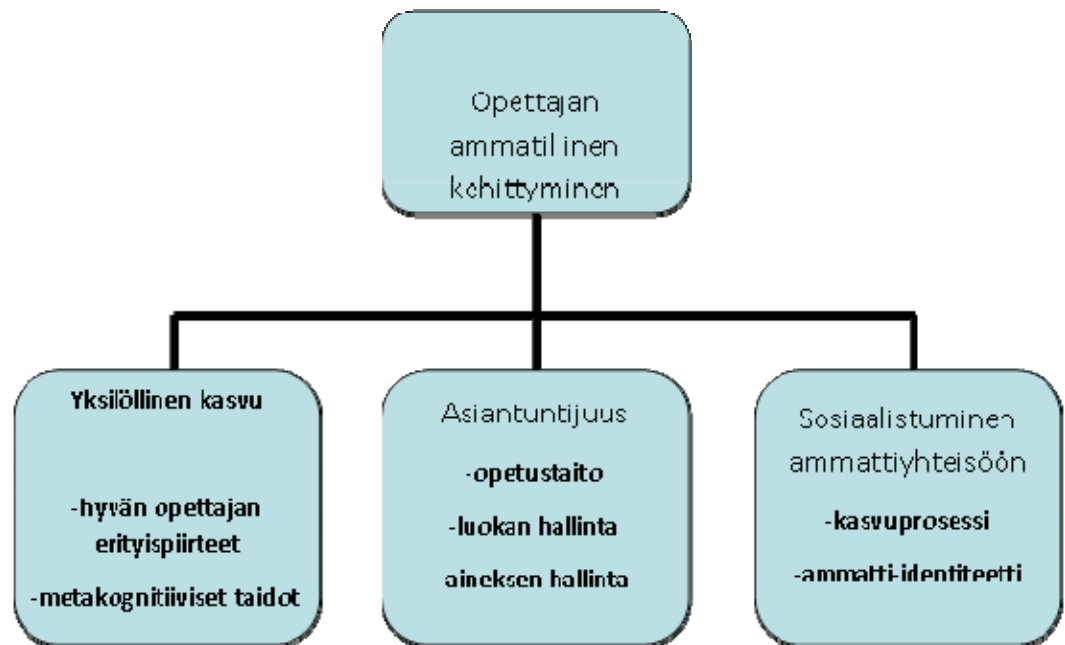 Opettajan
ammatillinen
kehittyminen
Yksilöllinen kasvu
-hyvän opettajan
erityispiirteet
-metakognitiiviset taidot
Asiantuntijuus
-opetustaito
-luokan hallinta
aineksen hallinta
Sosiaalistuminen
ammattiyhteisöön
-kasvuprosessi
-ammatti-identiteetti